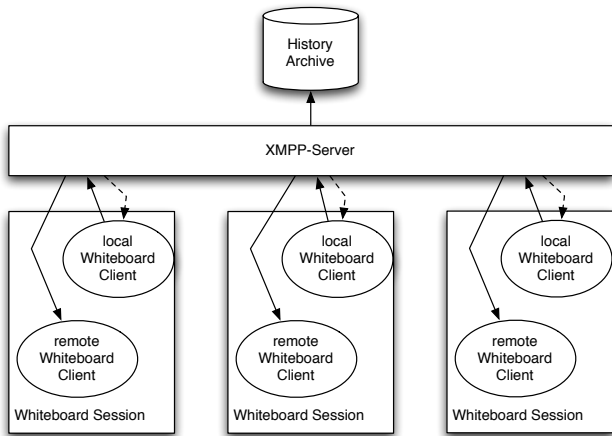 History
Archive
XMPP-Server
local
Whiteboard
Client
remote
Whiteboard
Client
Whiteboard Session
local
Whiteboard
Client
remote
Whiteboard
Client
Whiteboard Session
local
Whiteboard
Client
remote
Whiteboard
Client
Whiteboard Session